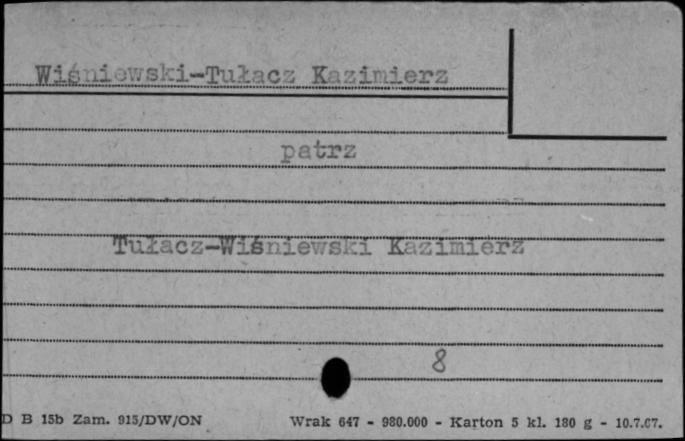 Wiśniewski-Tułacz Kazimierz
patrz
Tułacz-Wiśniewski Kazimierz
8
D B 15b Zam. 915/DW/ON Wrak 647 - 980.000 - Karton 5 kl. 180 g - 10.7.67.